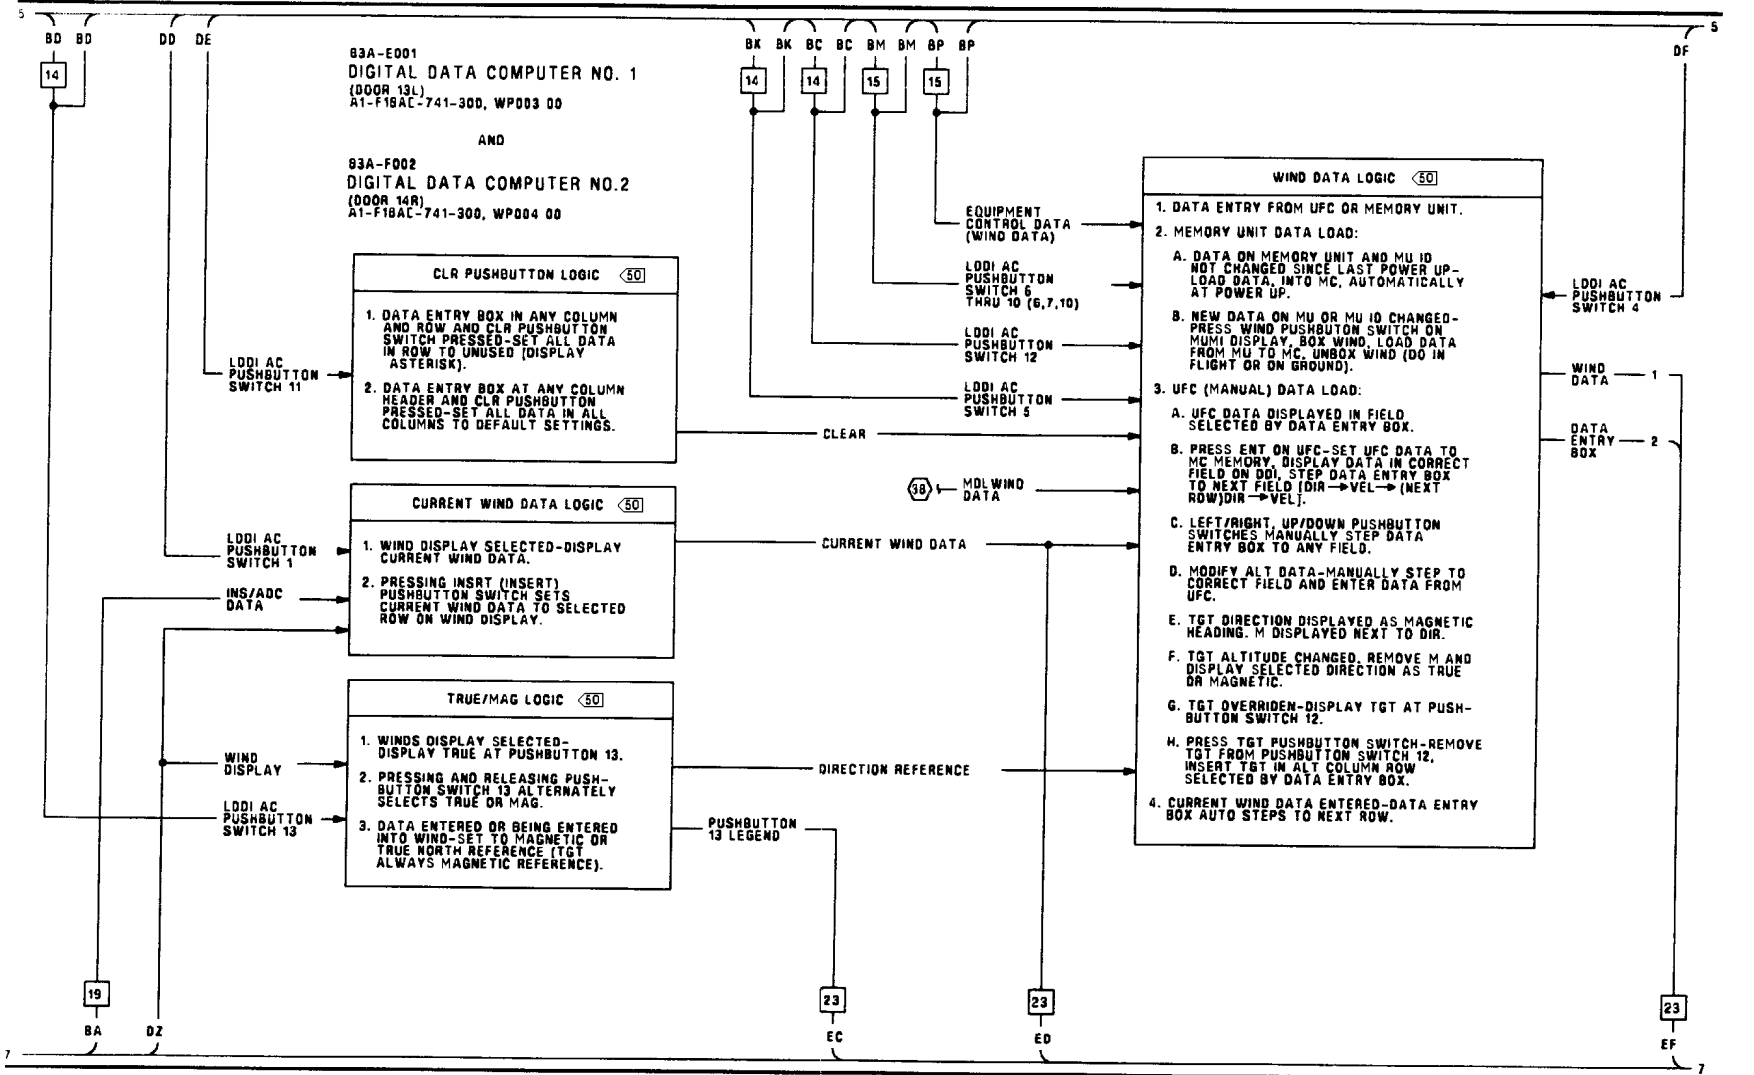 5
BD BD DD DE BK BK BC BC BM BM BP BP DF
5
14
14
14
15
15
83A-E001
DIGITAL DATA COMPUTER NO. 1
(DOOR 13L)
A1-F18AC-741-300, WP003 00
AND
83A-F002
DIGITAL DATA COMPUTER NO.2
(DOOR 14R)
A1-F18AC-741-300, WP004 00
CLR PUSHBUTTON LOGIC 50
1. DATA ENTRY BOX IN ANY COLUMN
AND ROW AND CLR PUSHBUTTON
SWITCH PRESSED-SET ALL DATA
IN ROW TO UNUSED (DISPLAY
ASTERISK).
2. DATA ENTRY BOX AT ANY COLUMN
HEADER AND CLR PUSHBUTTON
PRESSED-SET ALL DATA IN ALL
COLUMNS TO DEFAULT SETTINGS.
LDDI AC
PUSHBUTTON
SWITCH 11
CURRENT WIND DATA LOGIC 50
1. WIND DISPLAY SELECTED-DISPLAY
CURRENT WIND DATA.
2. PRESSING INSRT (INSERT)
PUSHBUTTON SWITCH SETS
CURRENT WIND DATA TO SELECTED
ROW ON WIND DISPLAY.
LDDI AC
PUSHBUTTON
SWITCH 1
INS/ADC
DATA
TRUE/MAG LOGIC 50
1. WINDS DISPLAY SELECTED-
DISPLAY TRUE AT PUSHBUTTON 13.
2. PRESSING AND RELEASING PUSH-
BUTTON SWITCH 13 ALTERNATELY
SELECTS TRUE OR MAG.
3. DATA ENTERED OR BEING ENTERED
INTO WIND-SET TO MAGNETIC OR
TRUE NORTH REFERENCE (TGT
ALWAYS MAGNETIC REFERENCE).
WIND
DISPLAY
LDDI AC
PUSHBUTTON
SWITCH 13
EQUIPMENT
CONTROL DATA
(WIND DATA)
LDDI AC
PUSHBUTTON
SWITCH 6
THRU 10 (6,7,10)
LDDI AC
PUSHBUTTON
SWITCH 12
LDDI AC
PUSHBUTTON
SWITCH 5
CLEAR
38
MDLWIND
DATA
CURRENT WIND DATA
DIRECTION REFERENCE
PUSHBUTTON
13 LEGEND
WIND DATA LOGIC 50
1. DATA ENTRY FROM UFC OR MEMORY UNIT.
2. MEMORY UNIT DATA LOAD:
A. DATA ON MEMORY UNIT AND MU ID
NOT CHANGED SINCE LAST POWER UP-
LOAD DATA, INTO MC, AUTOMATICALLY
AT POWER UP.
B. NEW DATA ON MU OR MU ID CHANGED-
PRESS WIND PUSHBUTON SWITCH ON
MUMI DISPLAY, BOX WIND, LOAD DATA
FROM MU TO MC, UNBOX WIND (DO IN
FLIGHT OR ON GROUND).
3. UFC (MANUAL) DATA LOAD:
A. UFC DATA DISPLAYED IN FIELD
SELECTED BY DATA ENTRY BOX.
B. PRESS ENT ON UFC-SET UFC DATA TO
MC MEMORY, DISPLAY DATA IN CORRECT
FIELD ON DDI, STEP DATA ENTRY BOX
TO NEXT FIELD [DIR→VEL→(NEXT
ROW)DIR→VEL].
C. LEFT/RIGHT, UP/DOWN PUSHBUTTON
SWITCHES MANUALLY STEP DATA
ENTRY BOX TO ANY FIELD.
D. MODIFY ALT DATA-MANUALLY STEP TO
CORRECT FIELD AND ENTER DATA FROM
UFC.
E. TGT DIRECTION DISPLAYED AS MAGNETIC
HEADING. M DISPLAYED NEXT TO DIR.
F. TGT ALTITUDE CHANGED, REMOVE M AND
DISPLAY SELECTED DIRECTION AS TRUE
OR MAGNETIC.
G. TGT OVERRIDEN-DISPLAY TGT AT PUSH-
BUTTON SWITCH 12.
H. PRESS TGT PUSHBUTTON SWITCH-REMOVE
TGT FROM PUSHBUTTON SWITCH 12,
INSERT TGT IN ALT COLUMN ROW
SELECTED BY DATA ENTRY BOX.
4. CURRENT WIND DATA ENTERED-DATA ENTRY
BOX AUTO STEPS TO NEXT ROW.
LDDI AC
PUSHBUTTON
SWITCH 4
WIND
DATA
1
DATA
ENTRY
BOX
2
19
23
23
23
BA DZ EC ED EF
7
7